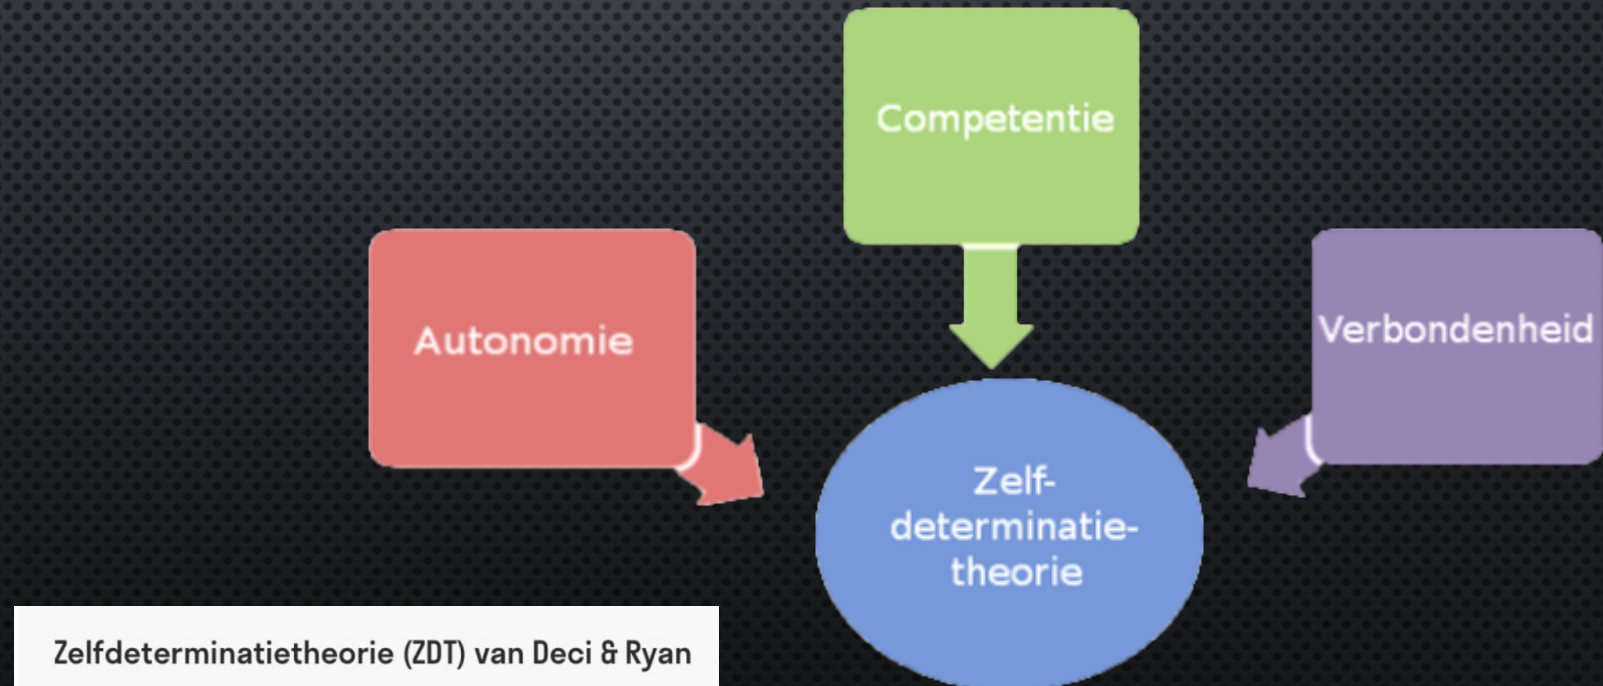 Competentie
Autonomie
Verbondenheid
Zelf-
determinatie-
theorie
Zelfdeterminatietheorie (ZDT) van Deci & Ryan